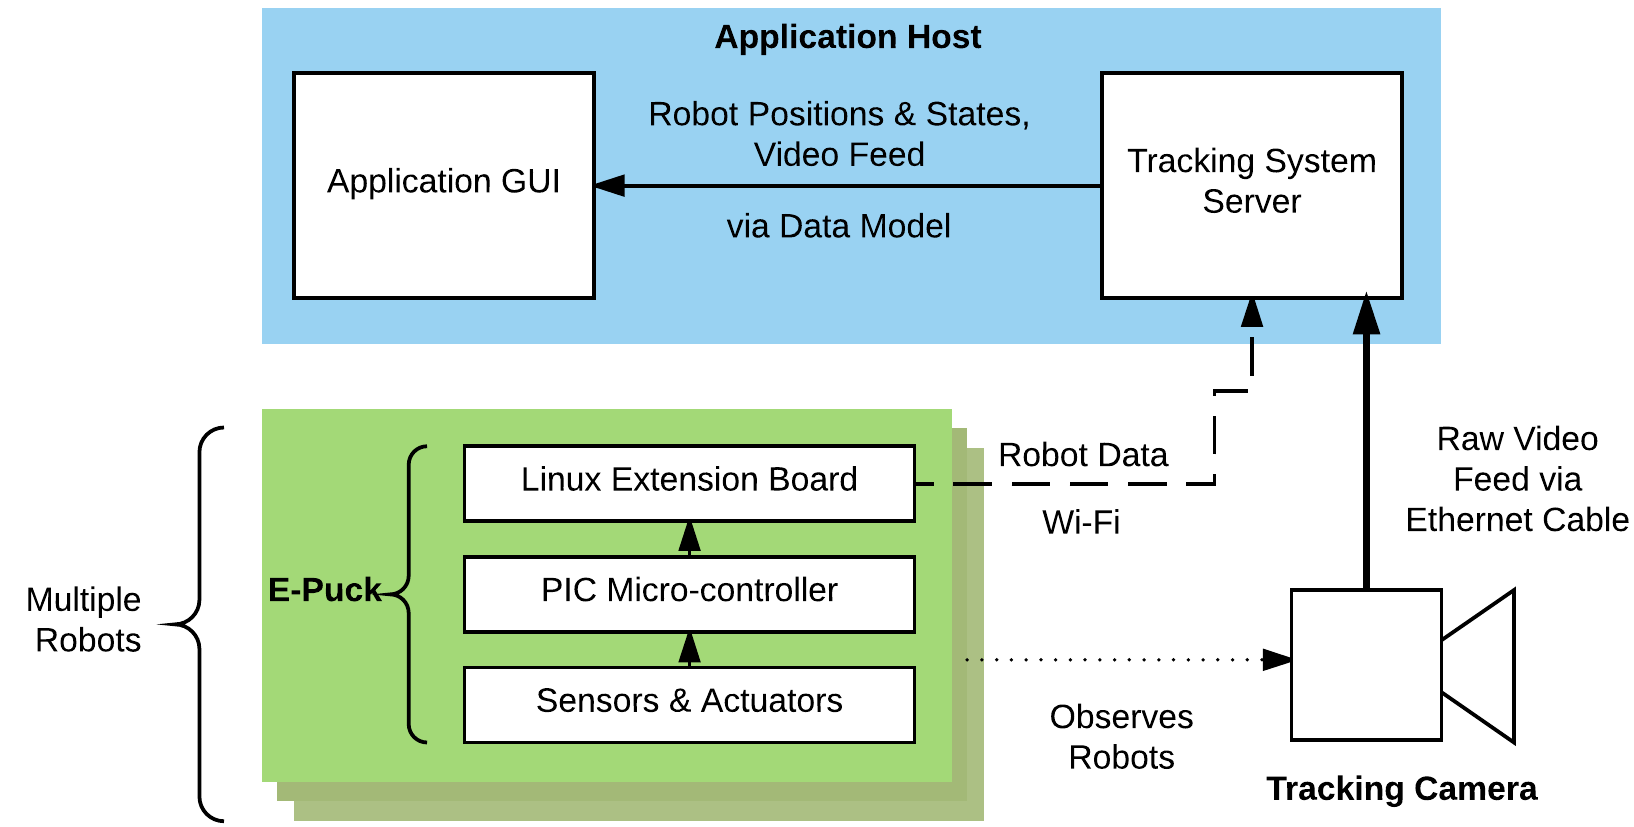 Application Host
Application GUI
Robot Positions & States,
Video Feed
via Data Model
Tracking System
Server
Multiple
Robots
E-Puck
Linux Extension Board
PIC Micro-controller
Sensors & Actuators
Robot Data
Wi-Fi
Raw Video
Feed via
Ethernet Cable
Observes
Robots
Tracking Camera